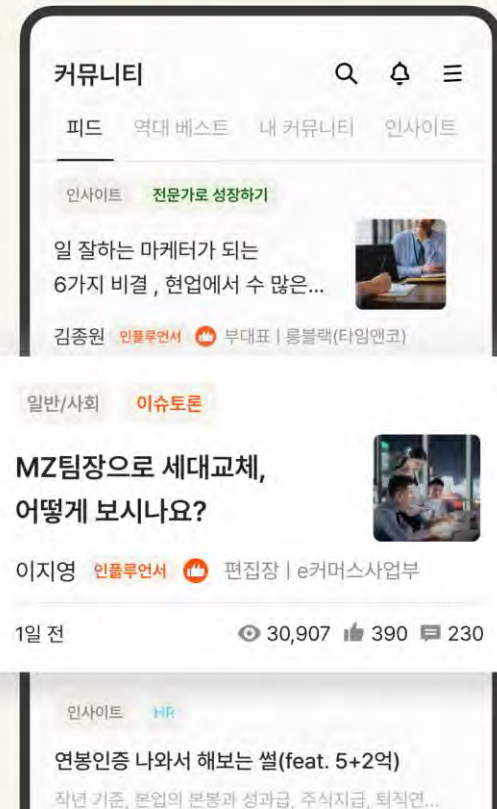 커뮤니티
피드 역대 베스트 내 커뮤니티 인사이트
인사이트 전문가로 성장하기
일 잘하는 마케터가 되는
6가지 비결 , 현업에서 수 많은...
김종원 인플루언서 부대표 | 롱블랙(타임앤코)
일반/사회 이슈토론
MZ팀장으로 세대교체,
어떻게 보시나요?
이지영 인플루언서 편집장 | e커머스사업부
1일 전 30,907 390 230
인사이트 HR
연봉인증 나와서 해보는 썰(feat. 5+2억)
작년 기준, 본업의 본봉과 성과급, 주식지급, 퇴직연...